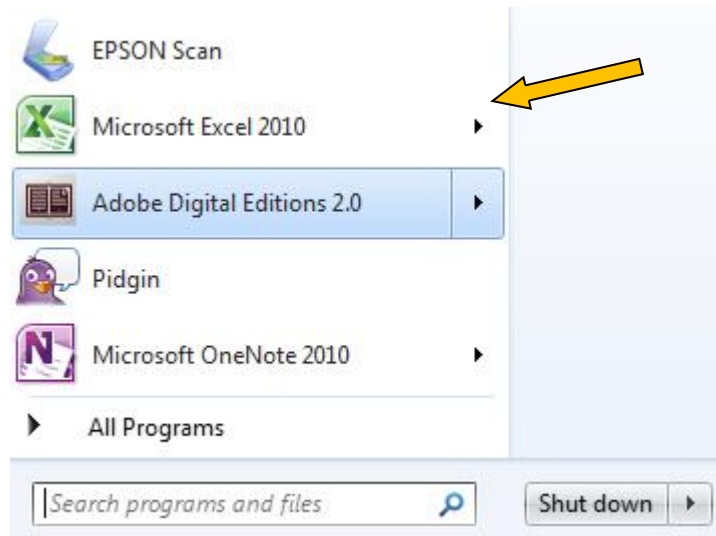 EPSON Scan
Microsoft Excel 2010
Adobe Digital Editions 2.0
Pidgin
Microsoft OneNote 2010
All Programs
Search programs and files
Shut down